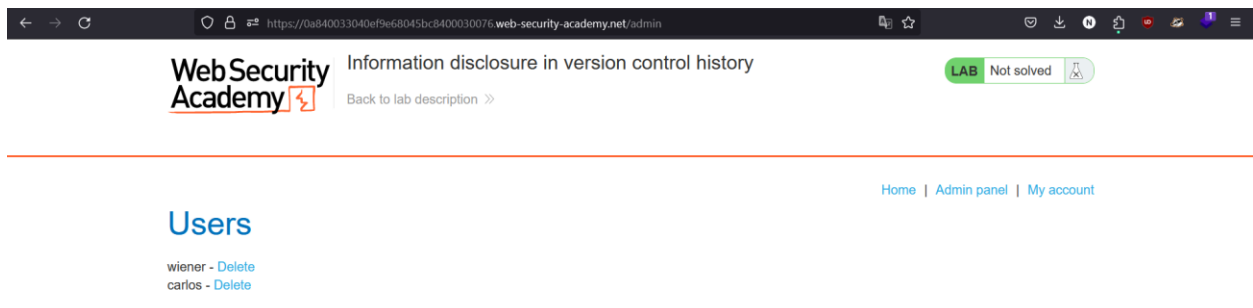 https://0a840033040ef9e68045bc8400030076.web-security-academy.net/admin
1
Web Security
Academy
Information disclosure in version control history
Back to lab description
LAB Not solved
Home | Admin panel | My account
Users
wiener - Delete
carlos - Delete